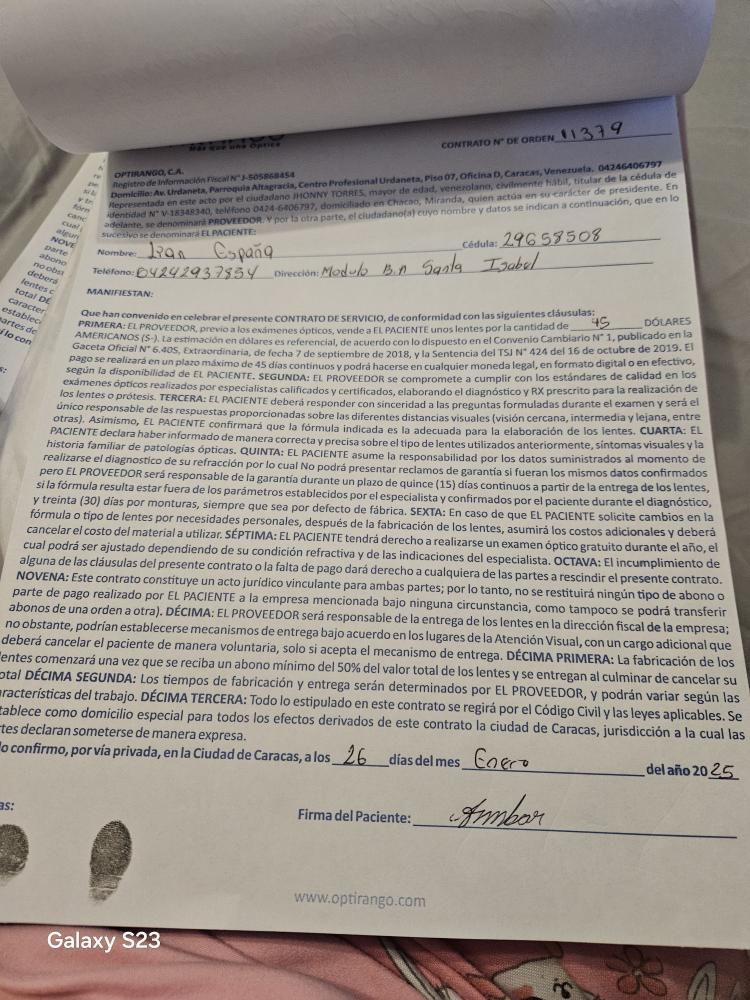 Más que una Óptica
CONTRATO N° DE ORDEN 11379
OPTIRANGO, C.A.
Registro de Información Fiscal N° J-505868454
Domicilio: Av. Urdaneta, Parroquia Altagracia, Centro Profesional Urdaneta, Piso 07, Oficina D, Caracas, Venezuela. 04246406797
Representada en este acto por el ciudadano JHONNY TORRES, mayor de edad, venezolano, civilmente hábil, titular de la cédula de
identidad N° V-18348340, teléfono 0424-6406797, domiciliado en Chacao, Miranda, quien actúa en su carácter de presidente. En
adelante, se denominará PROVEEDOR. Y por la otra parte, el ciudadano(a) cuyo nombre y datos se indican a continuación, que en lo
sucesivo se denominará EL PACIENTE:
Nombre: Ivan España Cédula: 29658508
Teléfono: 04242937854 Dirección: Modulo B.n Santa Isabel
MANIFIESTAN:
Que han convenido en celebrar el presente CONTRATO DE SERVICIO, de conformidad con las siguientes cláusulas:
PRIMERA: EL PROVEEDOR, previo a los exámenes ópticos, vende a EL PACIENTE unos lentes por la cantidad de 45 DÓLARES
AMERICANOS (S-). La estimación en dólares es referencial, de acuerdo con lo dispuesto en el Convenio Cambiario N° 1, publicado en la
Gaceta Oficial N° 6.405, Extraordinaria, de fecha 7 de septiembre de 2018, y la Sentencia del TSJ N° 424 del 16 de octubre de 2019. El
pago se realizará en un plazo máximo de 45 días continuos y podrá hacerse en cualquier moneda legal, en formato digital o en efectivo,
según la disponibilidad de EL PACIENTE. SEGUNDA: EL PROVEEDOR se compromete a cumplir con los estándares de calidad en los
exámenes ópticos realizados por especialistas calificados y certificados, elaborando el diagnóstico y RX prescrito para la realización de
los lentes o prótesis. TERCERA: EL PACIENTE deberá responder con sinceridad a las preguntas formuladas durante el examen y será el
único responsable de las respuestas proporcionadas sobre las diferentes distancias visuales (visión cercana, intermedia y lejana, entre
otras). Asimismo, EL PACIENTE confirmará que la fórmula indicada es la adecuada para la elaboración de los lentes. CUARTA: EL
PACIENTE declara haber informado de manera correcta y precisa sobre el tipo de lentes utilizados anteriormente, síntomas visuales y la
historia familiar de patologías ópticas. QUINTA: EL PACIENTE asume la responsabilidad por los datos suministrados al momento de
realizarse el diagnostico de su refracción por lo cual No podrá presentar reclamos de garantía si fueran los mismos datos confirmados
pero EL PROVEEDOR será responsable de la garantía durante un plazo de quince (15) días continuos a partir de la entrega de los lentes,
si la fórmula resulta estar fuera de los parámetros establecidos por el especialista y confirmados por el paciente durante el diagnóstico,
y treinta (30) días por monturas, siempre que sea por defecto de fábrica. SEXTA: En caso de que EL PACIENTE solicite cambios en la
fórmula o tipo de lentes por necesidades personales, después de la fabricación de los lentes, asumirá los costos adicionales y deberá
cancelar el costo del material a utilizar. SÉPTIMA: EL PACIENTE tendrá derecho a realizarse un examen óptico gratuito durante el año, el
cual podrá ser ajustado dependiendo de su condición refractiva y de las indicaciones del especialista. OCTAVA: El incumplimiento de
alguna de las cláusulas del presente contrato o la falta de pago dará derecho a cualquiera de las partes a rescindir el presente contrato.
NOVENA: Este contrato constituye un acto jurídico vinculante para ambas partes; por lo tanto, no se restituirá ningún tipo de abono o
parte de pago realizado por EL PACIENTE a la empresa mencionada bajo ninguna circunstancia, como tampoco se podrá transferir
abonos de una orden a otra). DÉCIMA: EL PROVEEDOR será responsable de la entrega de los lentes en la dirección fiscal de la empresa;
no obstante, podrían establecerse mecanismos de entrega bajo acuerdo en los lugares de la Atención Visual, con un cargo adicional que
deberá cancelar el paciente de manera voluntaria, solo si acepta el mecanismo de entrega. DÉCIMA PRIMERA: La fabricación de los
lentes comenzará una vez que se reciba un abono mínimo del 50% del valor total de los lentes y se entregan al culminar de cancelar su
total DÉCIMA SEGUNDA: Los tiempos de fabricación y entrega serán determinados por EL PROVEEDOR, y podrán variar según las
aracterísticas del trabajo. DÉCIMA TERCERA: Todo lo estipulado en este contrato se regirá por el Código Civil y las leyes aplicables. Se
tablece como domicilio especial para todos los efectos derivados de este contrato la ciudad de Caracas, jurisdicción a la cual las
rtes declaran someterse de manera expresa.
lo confirmo, por vía privada, en la Ciudad de Caracas, a los 26 días del mes Enero del año 2025
as:
Firma del Paciente: Ambar
www.optirango.com
Galaxy S23